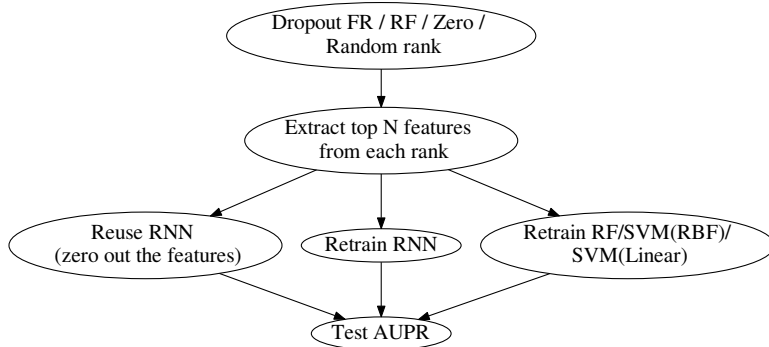 Dropout FR / RF / Zero /
Random rank
Extract top N features
from each rank
Reuse RNN
(zero out the features)
Retrain RNN
Retrain RF/SVM(RBF)/
SVM(Linear)
Test AUPR